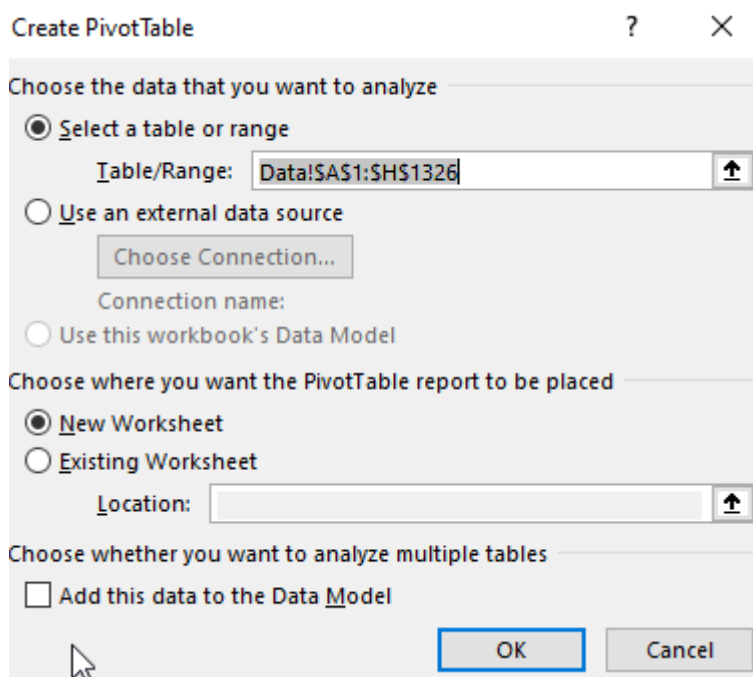 Create PivotTable ?
Choose the data that you want to analyze
Select a table or range
Table/Range: Data!$A$1:$H$1326
Use an external data source
Choose Connection...
Connection name:
Use this workbook's Data Model
Choose where you want the PivotTable report to be placed
New Worksheet
Existing Worksheet
Location:
Choose whether you want to analyze multiple tables
Add this data to the Data Model
OK Cancel